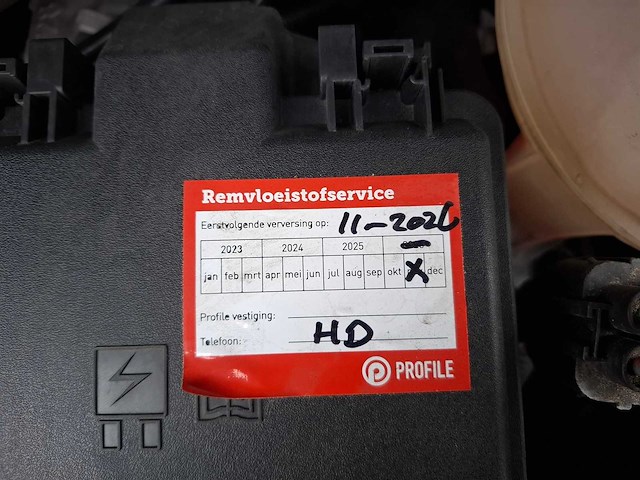 Remvloeistofservice
Eerstvolgende verversing op: 11-2026
2023 2024 2025
jan feb mrt apr mei jun jul aug sep okt X dec
Profile vestiging:
Telefoon: HD
PROFILE